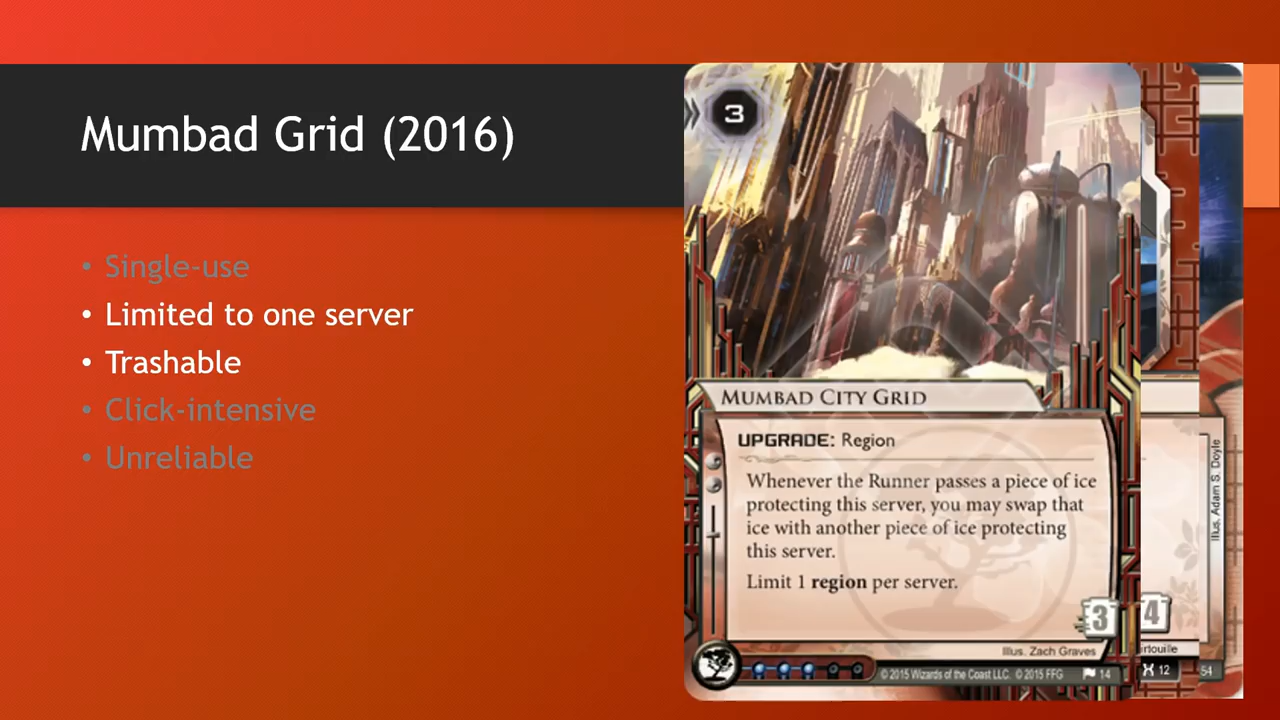 Mumbad Grid (2016)
• Single-use
• Limited to one server
• Trashable
• Click-intensive
• Unreliable
3
MUMBAD CITY GRID
UPGRADE: Region
Whenever the Runner passes a piece of ice
protecting this server, you may swap that
ice with another piece of ice protecting
this server.
Limit 1 region per server.
3
Illus. Zach Graves
© 2015 Wizards of the Coast LLC. © 2015 FFG
14
4
rtouille
12
Illus. Adam S. Doyle
54